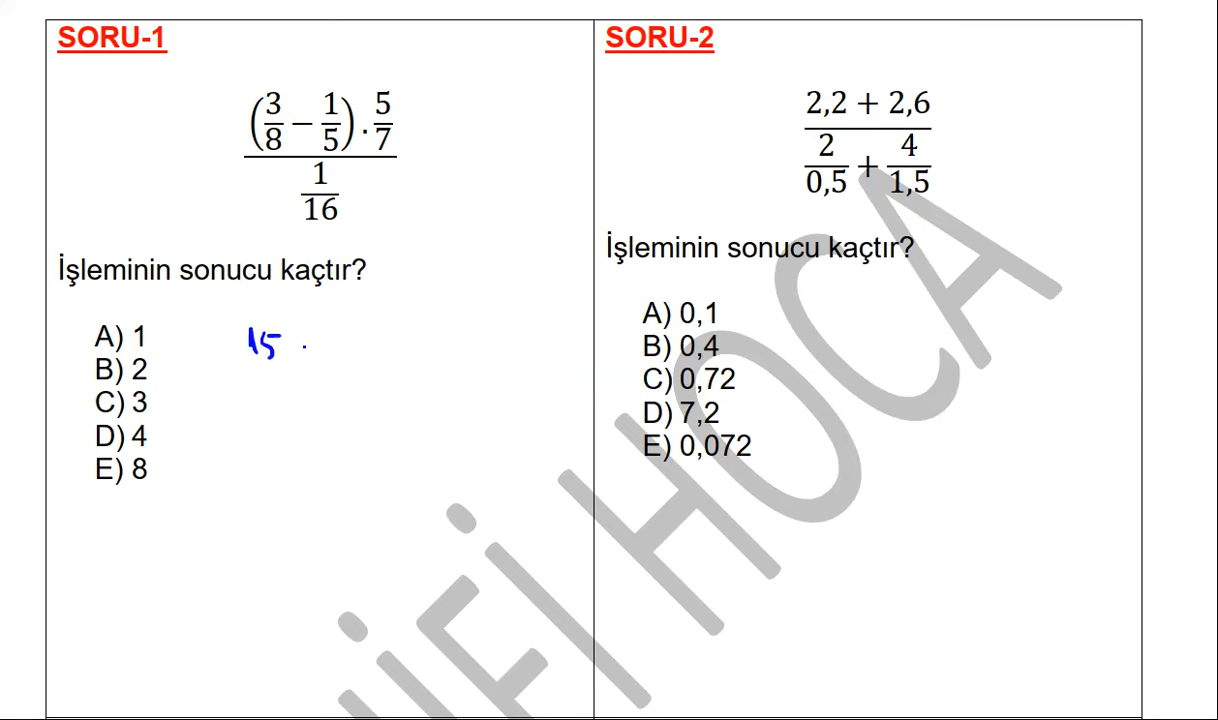 SORU-1
(3/8 − 1/5) . 5/7
1/16
İşleminin sonucu kaçtır?
A) 1
B) 2
C) 3
D) 4
E) 8
15
SORU-2
2,2 + 2,6
2/0,5 + 4/1,5
İşleminin sonucu kaçtır?
A) 0,1
B) 0,4
C) 0,72
D) 7,2
E) 0,072
HOCA